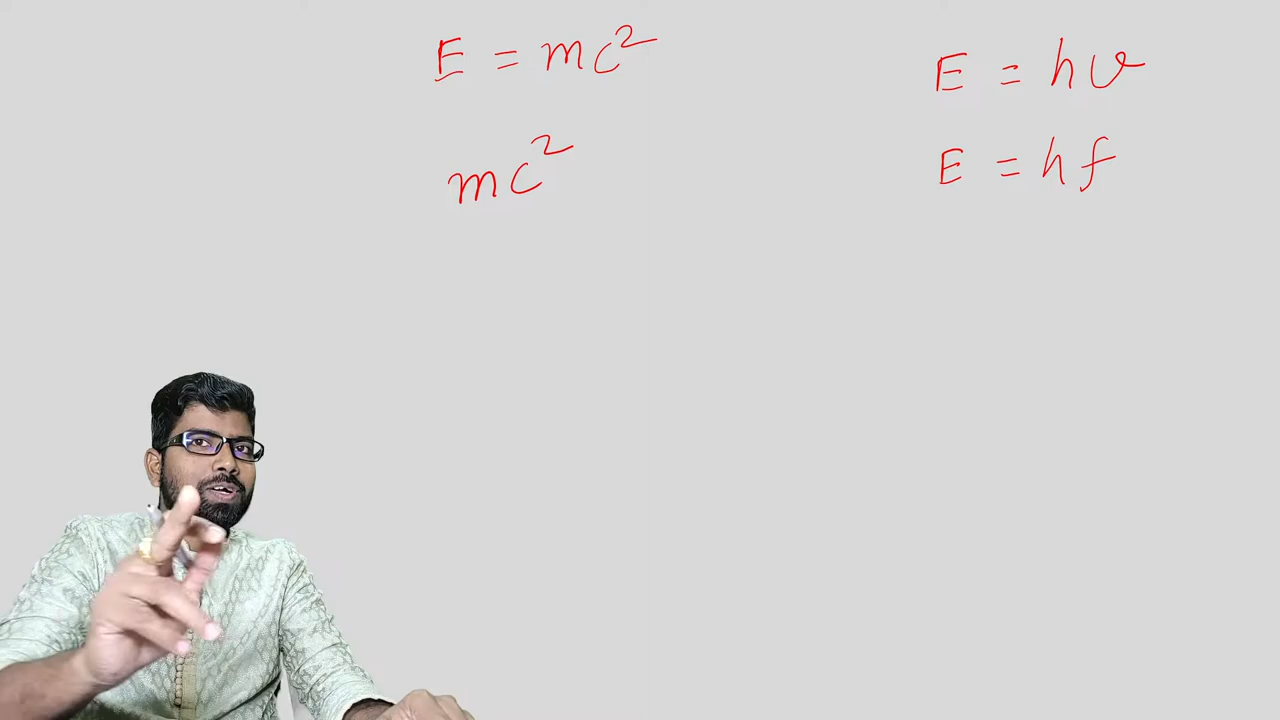 E = mc²
mc²
E = hν
E = hf